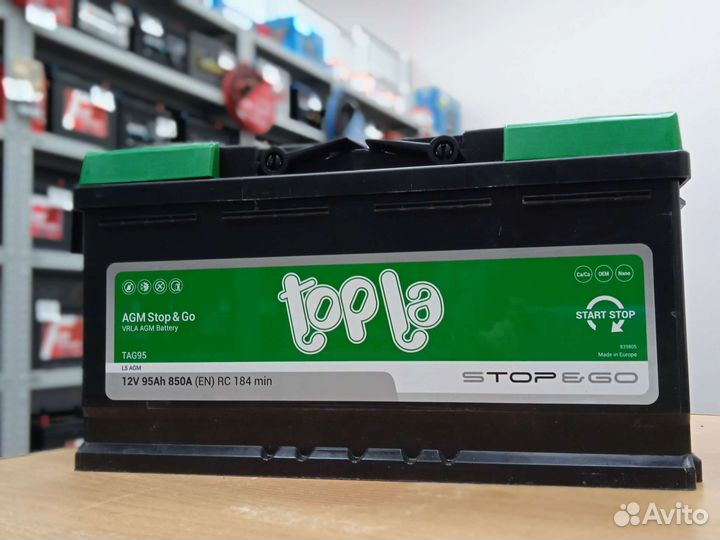 topla
AGM Stop & Go
VRLA AGM Battery
TAG95
L5 AGM
12V 95Ah 850A (EN) RC 184 min
Ca/Ca OEM Nano
START STOP
839805
Made in Europe
STOP & GO
Avito